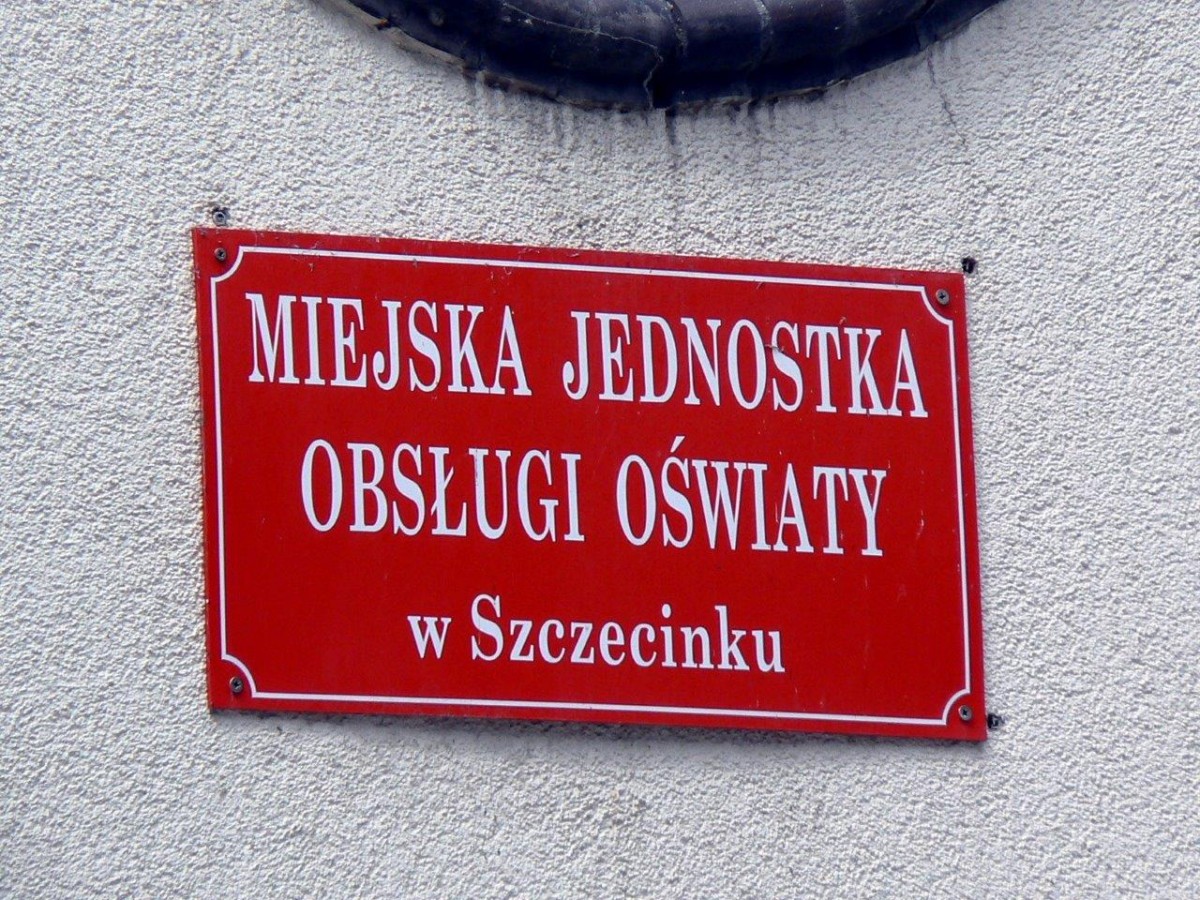 MIEJSKA JEDNOSTKA
OBSŁUGI OŚWIATY
w Szczecinku